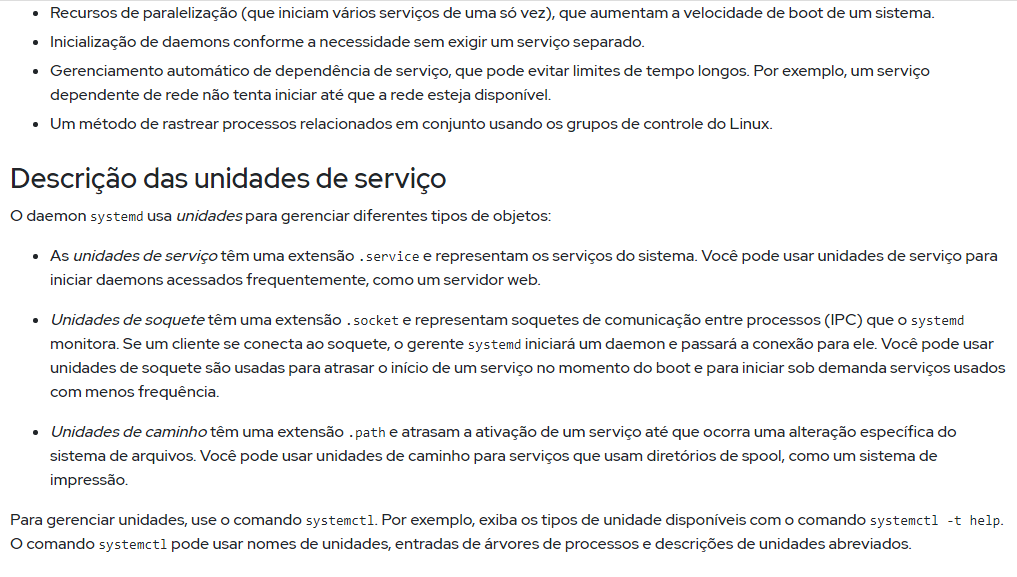 • Recursos de paralelização (que iniciam vários serviços de uma só vez), que aumentam a velocidade de boot de um sistema.
• Inicialização de daemons conforme a necessidade sem exigir um serviço separado.
• Gerenciamento automático de dependência de serviço, que pode evitar limites de tempo longos. Por exemplo, um serviço
dependente de rede não tenta iniciar até que a rede esteja disponível.
• Um método de rastrear processos relacionados em conjunto usando os grupos de controle do Linux.
Descrição das unidades de serviço
O daemon systemd usa unidades para gerenciar diferentes tipos de objetos:
• As unidades de serviço têm uma extensão .service e representam os serviços do sistema. Você pode usar unidades de serviço para
iniciar daemons acessados frequentemente, como um servidor web.
• Unidades de soquete têm uma extensão .socket e representam soquetes de comunicação entre processos (IPC) que o systemd
monitora. Se um cliente se conecta ao soquete, o gerente systemd iniciará um daemon e passará a conexão para ele. Você pode usar
unidades de soquete são usadas para atrasar o início de um serviço no momento do boot e para iniciar sob demanda serviços usados
com menos frequência.
• Unidades de caminho têm uma extensão .path e atrasam a ativação de um serviço até que ocorra uma alteração específica do
sistema de arquivos. Você pode usar unidades de caminho para serviços que usam diretórios de spool, como um sistema de
impressão.
Para gerenciar unidades, use o comando systemctl. Por exemplo, exiba os tipos de unidade disponíveis com o comando systemctl -t help.
O comando systemctl pode usar nomes de unidades, entradas de árvores de processos e descrições de unidades abreviados.